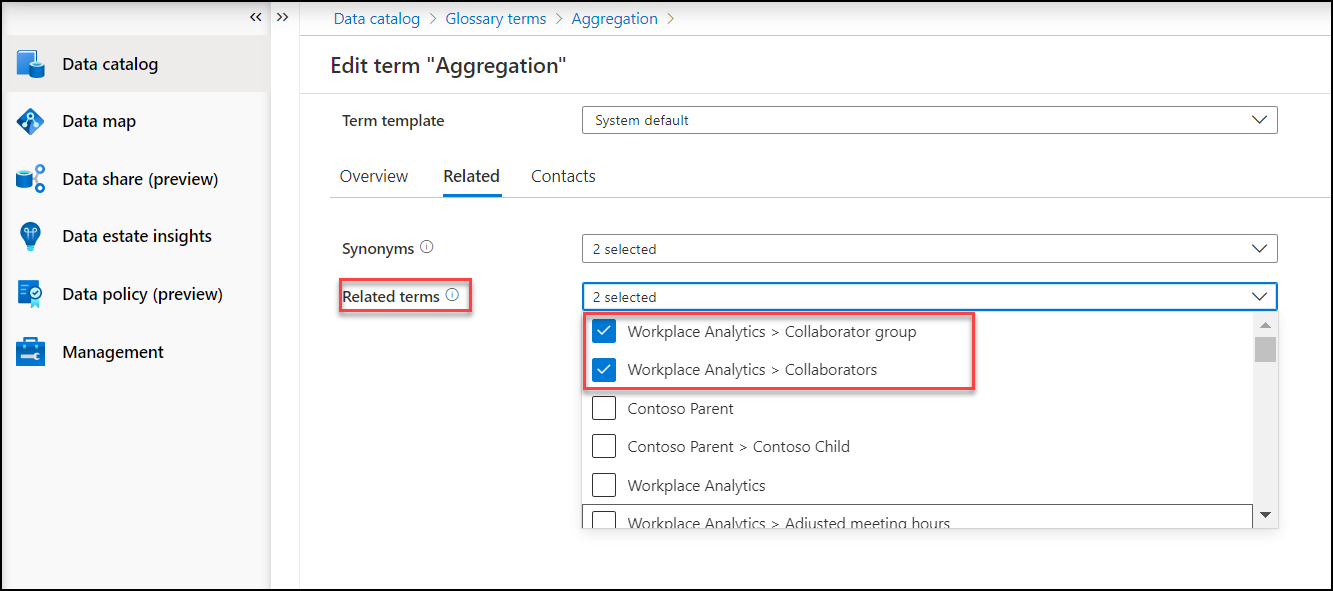 Data catalog > Glossary terms > Aggregation >
Data catalog
Data map
Data share (preview)
Data estate insights
Data policy (preview)
Management
Edit term "Aggregation"
Term template
System default
Overview Related Contacts
Synonyms
2 selected
Related terms
2 selected
Workplace Analytics > Collaborator group
Workplace Analytics > Collaborators
Contoso Parent
Contoso Parent > Contoso Child
Workplace Analytics
Workplace Analytics > Adjusted meeting hours